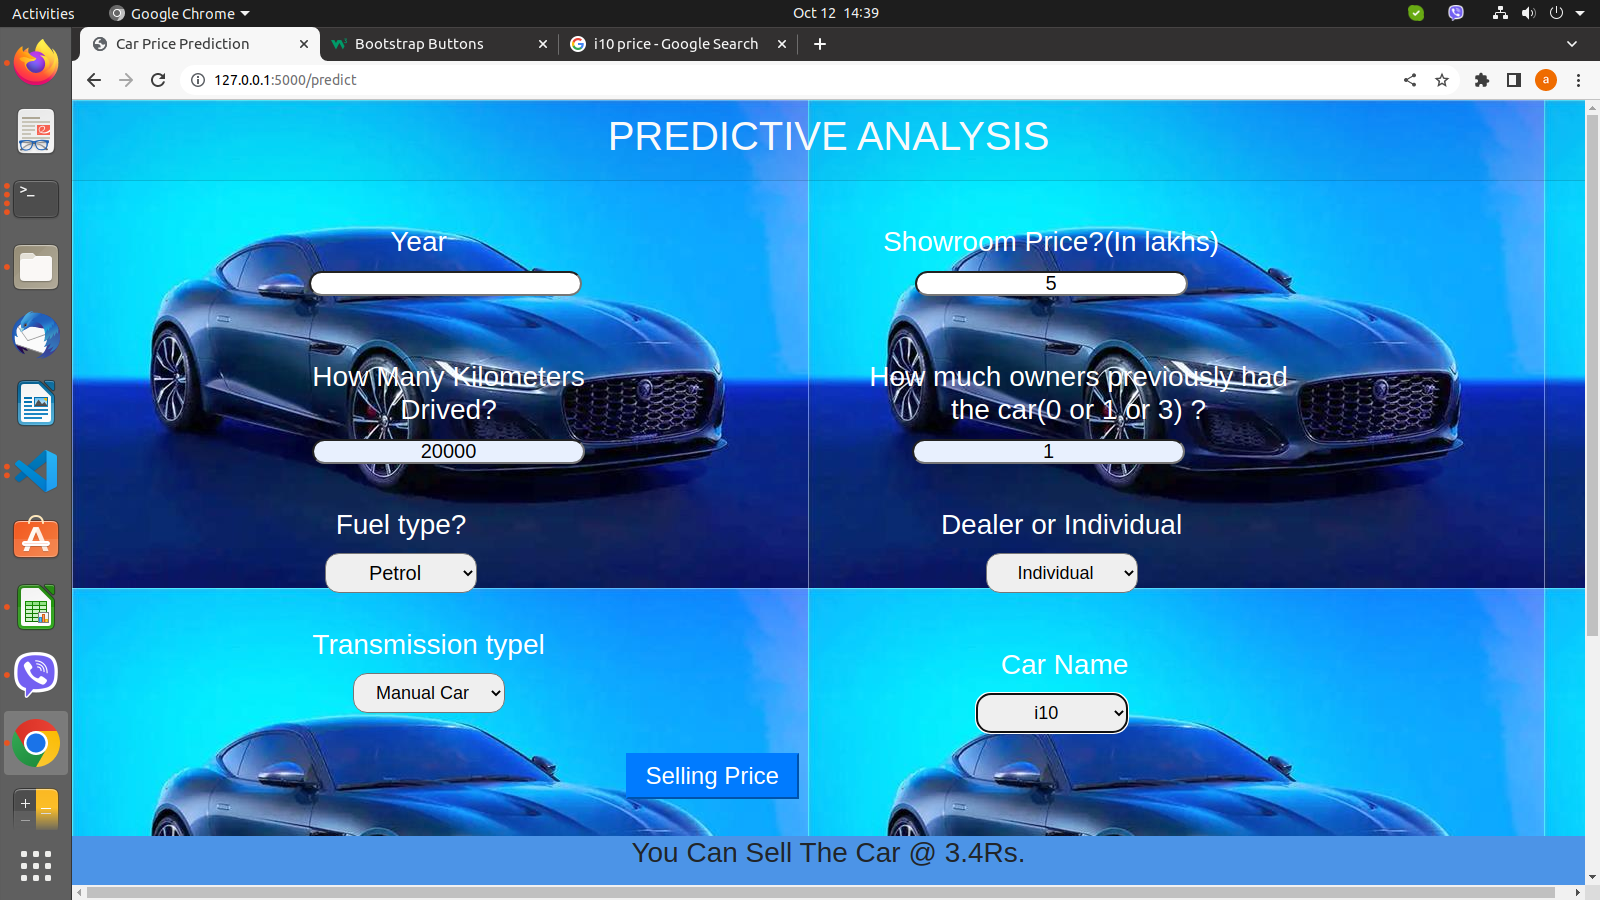 Activities
Google Chrome
Oct 12 14:39
Car Price Prediction
Bootstrap Buttons
i10 price - Google Search
127.0.0.1:5000/predict
a
PREDICTIVE ANALYSIS
Year
Showroom Price?(In lakhs)
5
How Many Kilometers
Drived?
How much owners previously had
the car(0 or 1 or 3) ?
20000
1
Fuel type?
Dealer or Individual
Petrol
Individual
Transmission typel
Car Name
Manual Car
i10
Selling Price
You Can Sell The Car @ 3.4Rs.